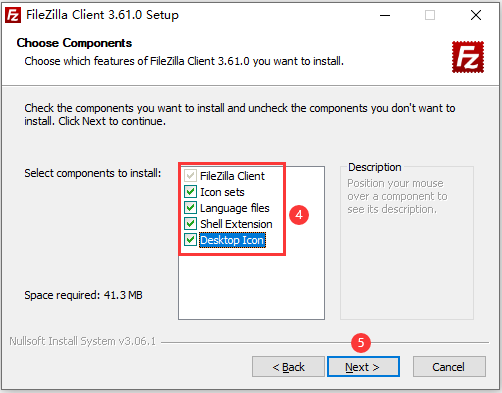 FileZilla Client 3.61.0 Setup
Choose Components
Choose which features of FileZilla Client 3.61.0 you want to install.
Fz
Check the components you want to install and uncheck the components you don't want to
install. Click Next to continue.
Select components to install:
FileZilla Client
Icon sets
Language files
Shell Extension
Desktop Icon
4
Description
Position your mouse
over a component to
see its description.
Space required: 41.3 MB
Nullsoft Install System v3.06.1
5
< Back
Next >
Cancel